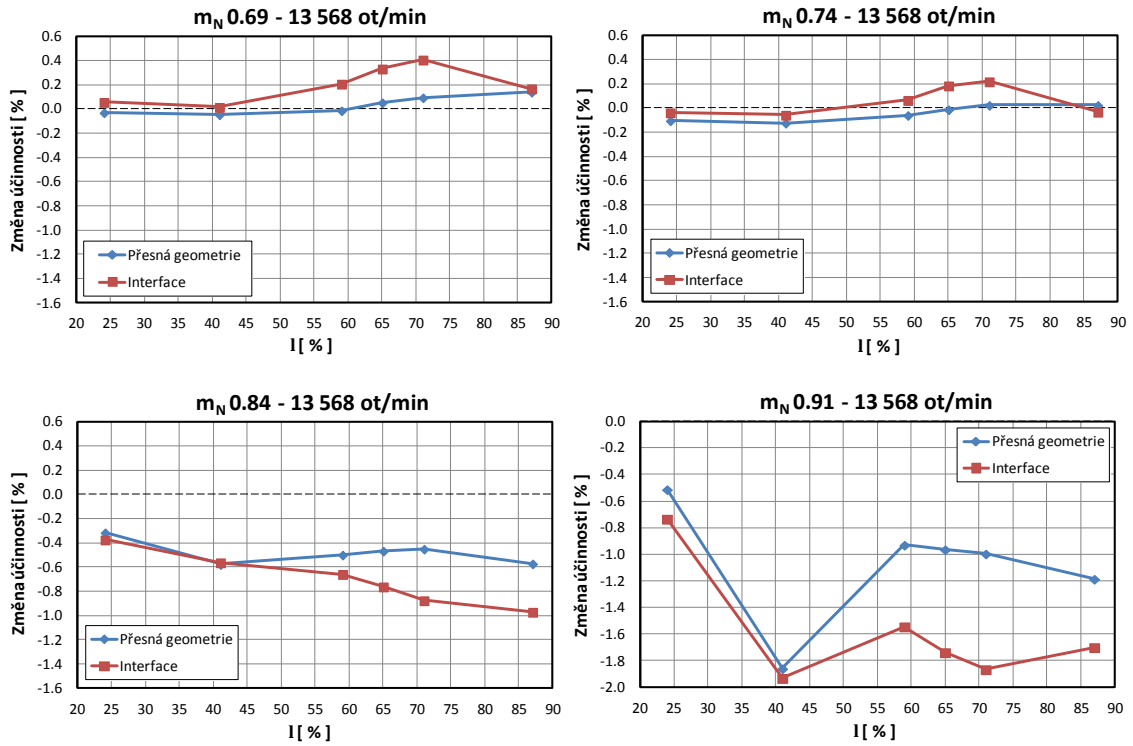 m_N 0.69 - 13 568 ot/min
Změna účinnosti [ % ]
0.6
0.4
0.2
0.0
-0.2
-0.4
-0.6
-0.8
-1.0
-1.2
-1.4
-1.6
Přesná geometrie
Interface
20 25 30 35 40 45 50 55 60 65 70 75 80 85 90
l [ % ]
m_N 0.74 - 13 568 ot/min
Změna účinnosti [ % ]
0.6
0.4
0.2
0.0
-0.2
-0.4
-0.6
-0.8
-1.0
-1.2
-1.4
-1.6
Přesná geometrie
Interface
20 25 30 35 40 45 50 55 60 65 70 75 80 85 90
l [ % ]
m_N 0.84 - 13 568 ot/min
Změna účinnosti [ % ]
0.6
0.4
0.2
0.0
-0.2
-0.4
-0.6
-0.8
-1.0
-1.2
-1.4
-1.6
Přesná geometrie
Interface
20 25 30 35 40 45 50 55 60 65 70 75 80 85 90
l [ % ]
m_N 0.91 - 13 568 ot/min
Změna účinnosti [ % ]
0.0
-0.2
-0.4
-0.6
-0.8
-1.0
-1.2
-1.4
-1.6
-1.8
-2.0
Přesná geometrie
Interface
20 25 30 35 40 45 50 55 60 65 70 75 80 85 90
l [ % ]